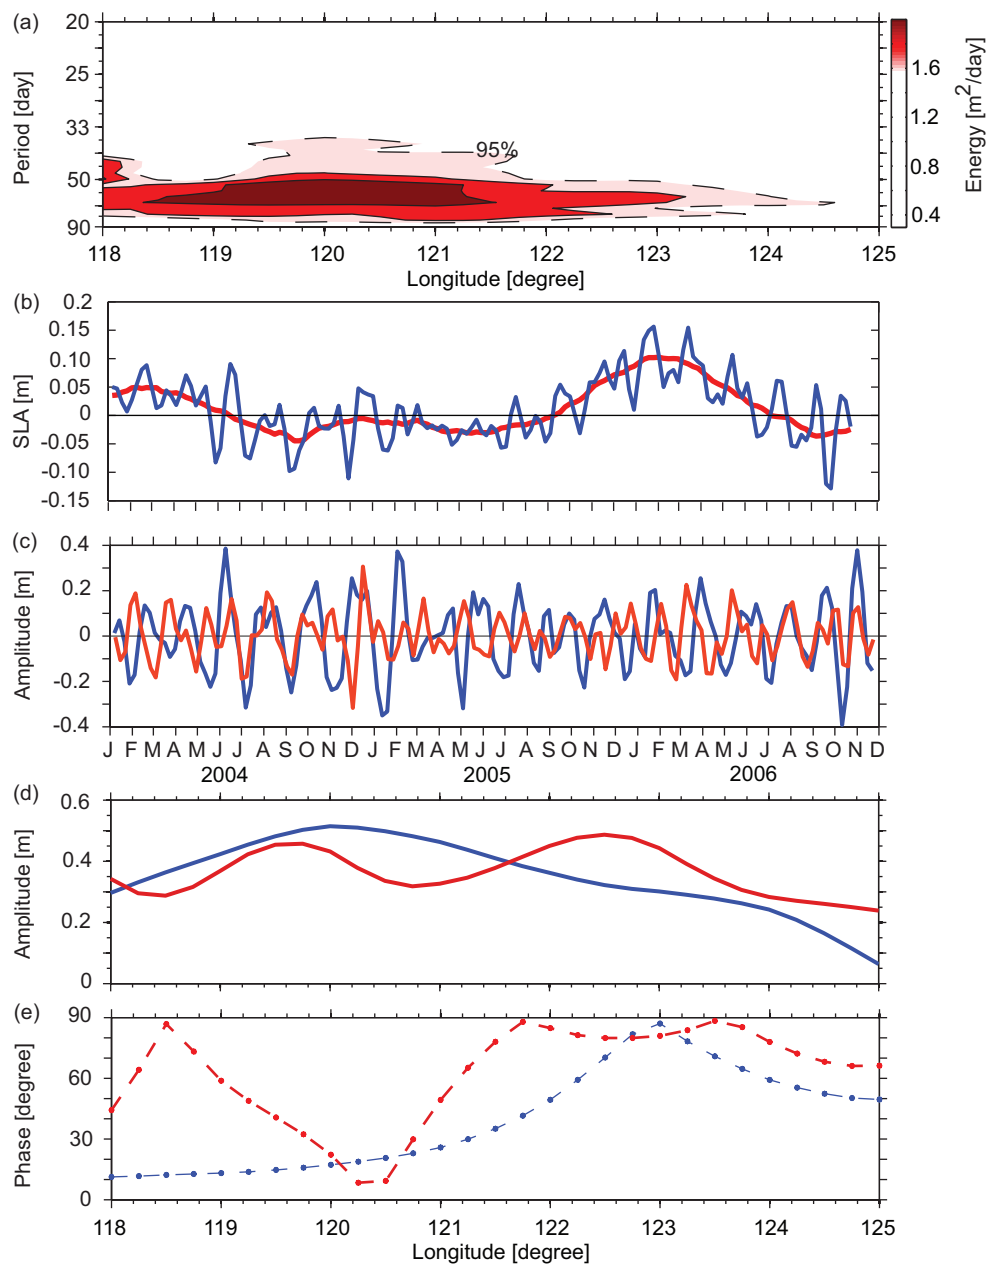 (a)
20
25
33
50
90
Period [day]
95%
118 119 120 121 122 123 124 125
Longitude [degree]
1.6
1.2
0.8
0.4
Energy [m²/day]
(b)
0.2
0.15
0.10
0.05
0
-0.05
-0.10
-0.15
SLA [m]
(c)
0.4
0.2
0
-0.2
-0.4
Amplitude [m]
J F M A M J J A S O N D J F M A M J J A S O N D J F M A M J J A S O N D
2004 2005 2006
(d)
0.6
0.4
0.2
0
Amplitude [m]
(e)
90
60
30
0
Phase [degree]
118 119 120 121 122 123 124 125
Longitude [degree]